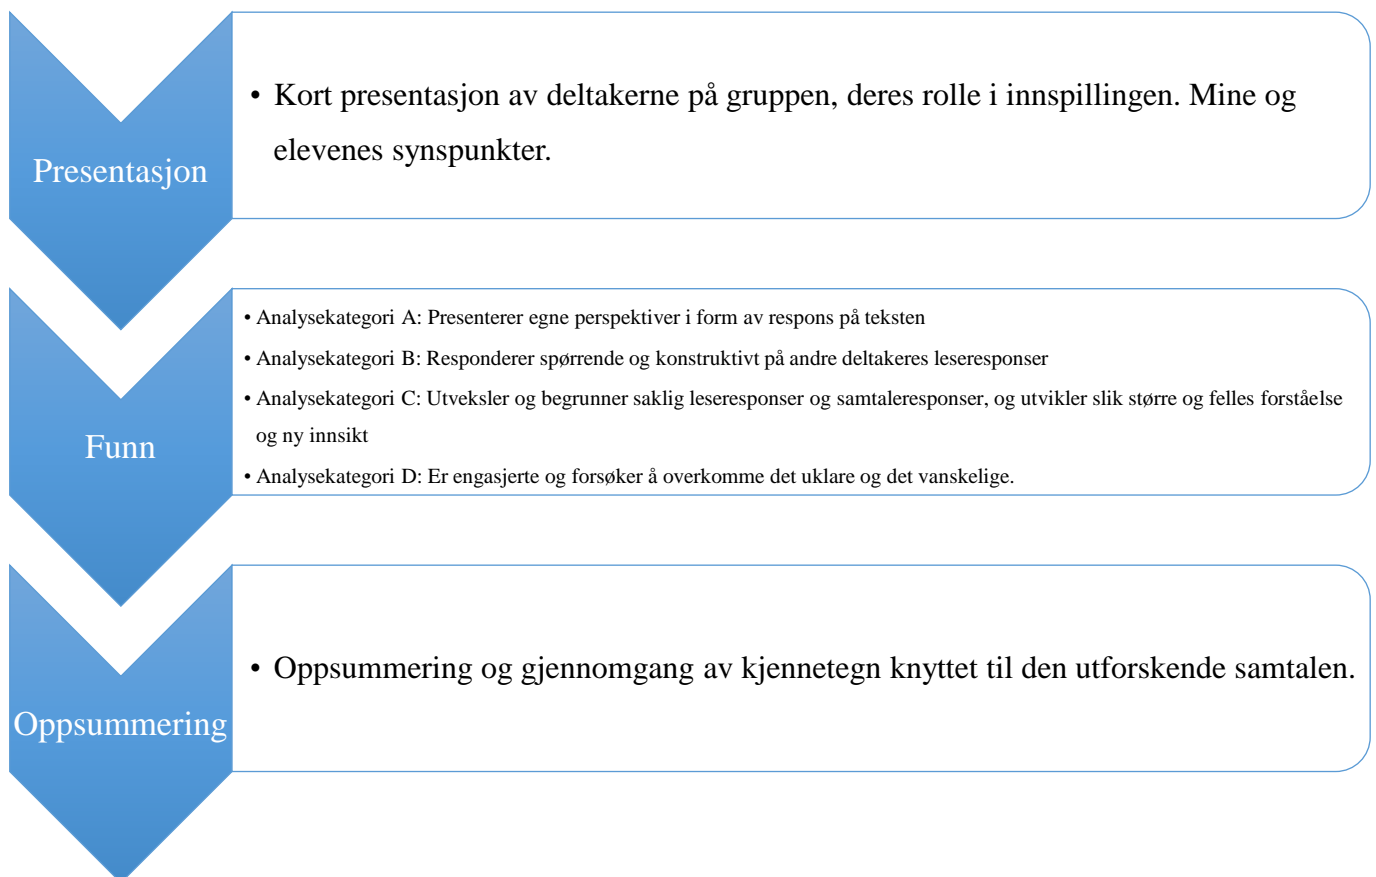 Presentasjon
• Kort presentasjon av deltakerne på gruppen, deres rolle i innspillingen. Mine og
elevenes synspunkter.
Funn
• Analysekategori A: Presenterer egne perspektiver i form av respons på teksten
• Analysekategori B: Responderer spørrende og konstruktivt på andre deltakeres leseresponser
• Analysekategori C: Utveksler og begrunner saklig leseresponser og samtaleresponser, og utvikler slik større og felles forståelse
og ny innsikt
• Analysekategori D: Er engasjerte og forsøker å overkomme det uklare og det vanskelige.
Oppsummering
• Oppsummering og gjennomgang av kjennetegn knyttet til den utforskende samtalen.